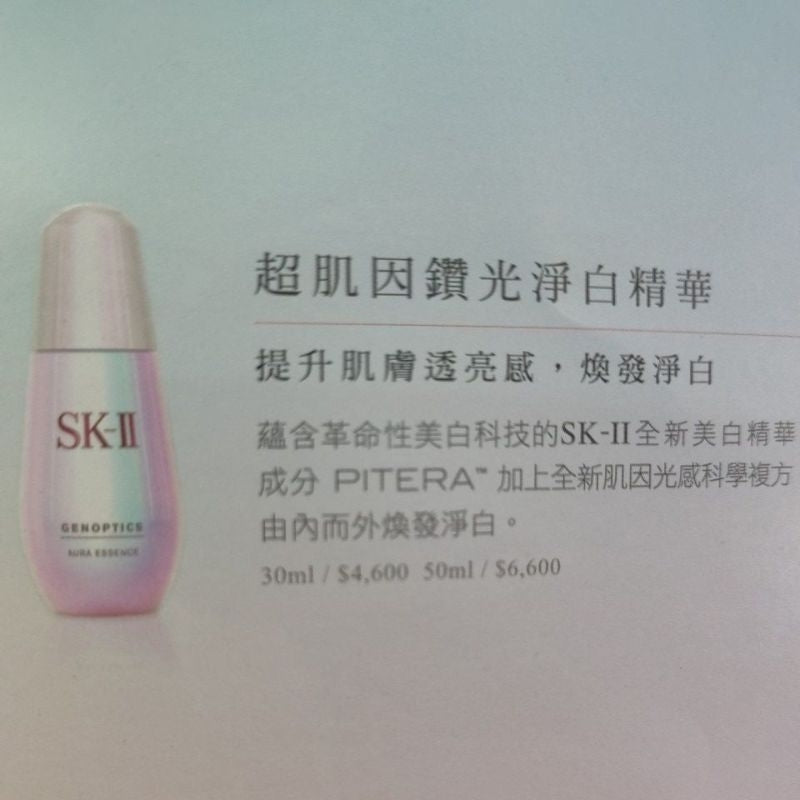 超肌因鑽光淨白精華
提升肌膚透亮感，煥發淨白
蘊含革命性美白科技的SK-II全新美白精華
成分 PITERA™ 加上全新肌因光感科學複方
由內而外煥發淨白。
30ml / $4,600 50ml / $6,600
SK-II
GENOPTICS
AURA ESSENCE